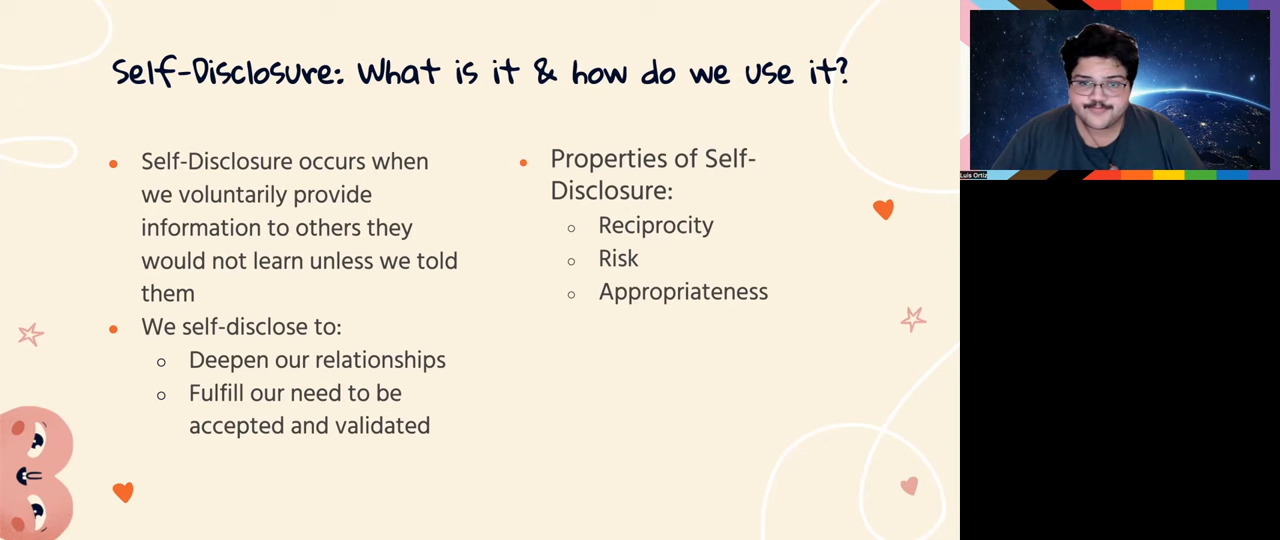 Self-Disclosure: What is it & how do we use it?
Self-Disclosure occurs when
we voluntarily provide
information to others they
would not learn unless we told
them
We self-disclose to:
Deepen our relationships
Fulfill our need to be
accepted and validated
Properties of Self-
Disclosure:
Reciprocity
Risk
Appropriateness
Luis Ortiz